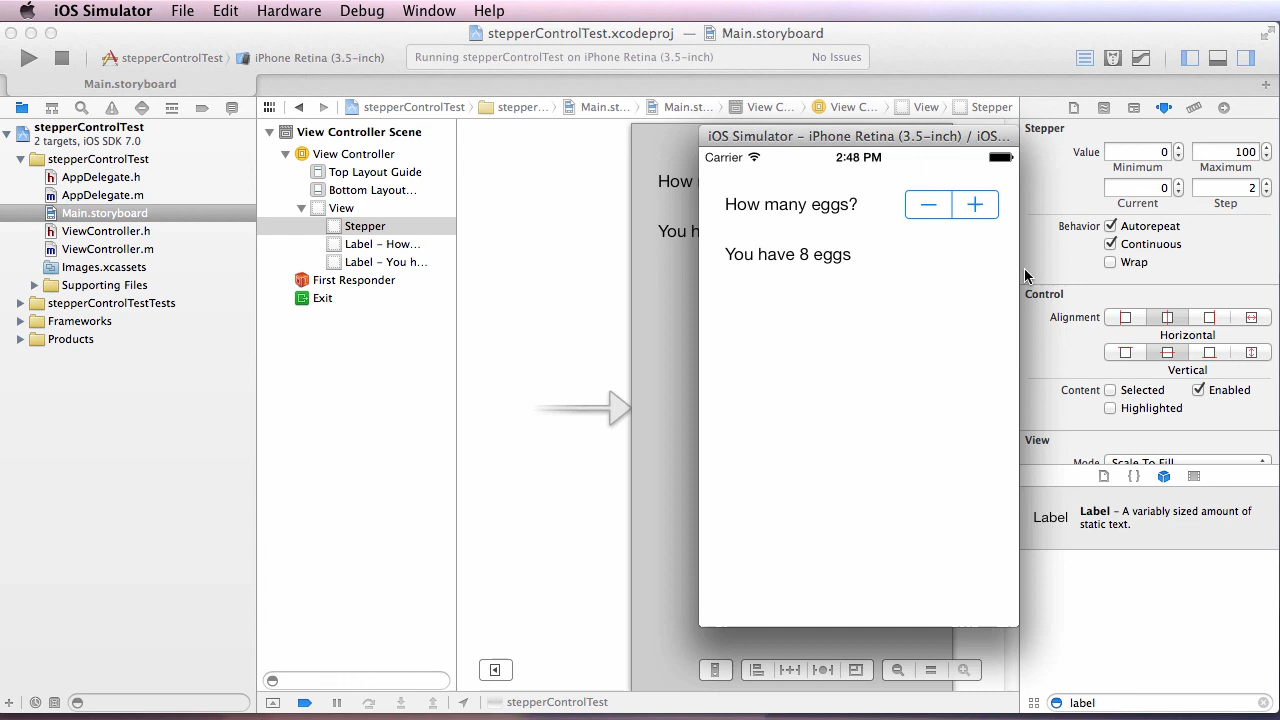 iOS Simulator File Edit Hardware Debug Window Help
stepperControlTest.xcodeproj — Main.storyboard
stepperControlTest iPhone Retina (3.5-inch) Running stepperControlTest on iPhone Retina (3.5-inch) No Issues
Main.storyboard
stepperControlTest stepper... Main.st... Main.st... View C... View C... View Stepper
stepperControlTest
2 targets, iOS SDK 7.0
stepperControlTest
AppDelegate.h
AppDelegate.m
Main.storyboard
ViewController.h
ViewController.m
Images.xcassets
Supporting Files
stepperControlTestTests
Frameworks
Products
View Controller Scene
View Controller
Top Layout Guide
Bottom Layout...
View
Stepper
Label – How...
Label – You h...
First Responder
Exit
How
You h
iOS Simulator – iPhone Retina (3.5-inch) / iOS...
Carrier 2:48 PM
How many eggs?
You have 8 eggs
Stepper
Value 0 100
Minimum Maximum
0 2
Current Step
Behavior Autorepeat
Continuous
Wrap
Control
Alignment
Horizontal
Vertical
Content Selected Enabled
Highlighted
View
Mode Scale To Fill
Label Label – A variably sized amount of
static text.
stepperControlTest
label